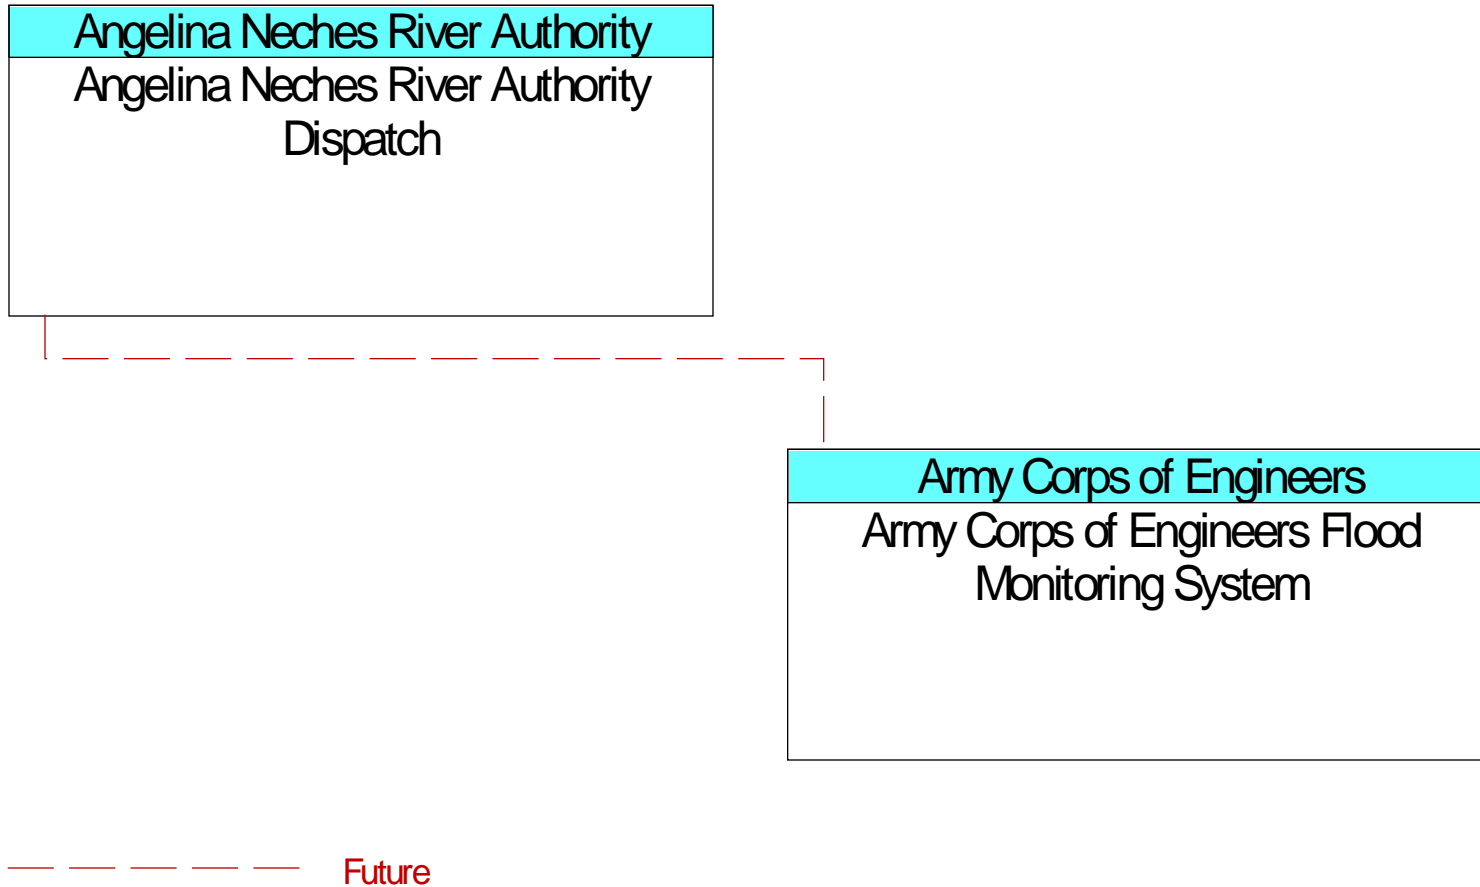 Angelina Neches River Authority
Angelina Neches River Authority
Dispatch
Army Corps of Engineers
Army Corps of Engineers Flood
Monitoring System
Future